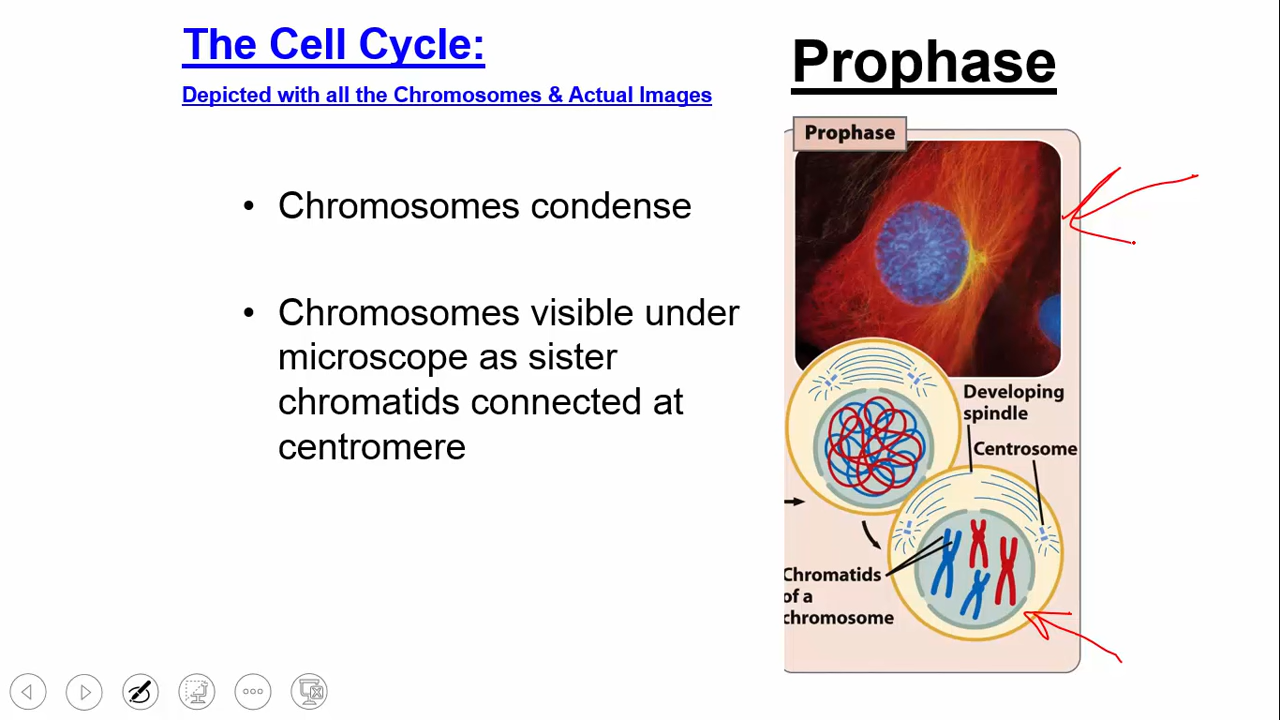 The Cell Cycle:
Depicted with all the Chromosomes & Actual Images
Prophase
• Chromosomes condense
• Chromosomes visible under
microscope as sister
chromatids connected at
centromere
Prophase
Developing
spindle
Centrosome
Chromatids
of a
chromosome